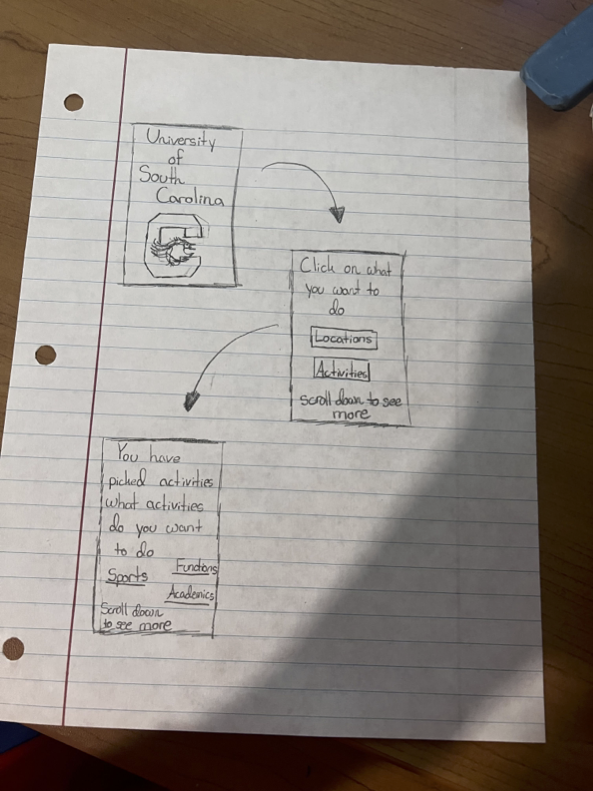 University
of
South
Carolina
Click on what
you want to
do
Locations
Activities
Scroll down to see
more
You have
picked activities
what activities
do you want
to do
Sports Functions
Academics
Scroll down
to see more